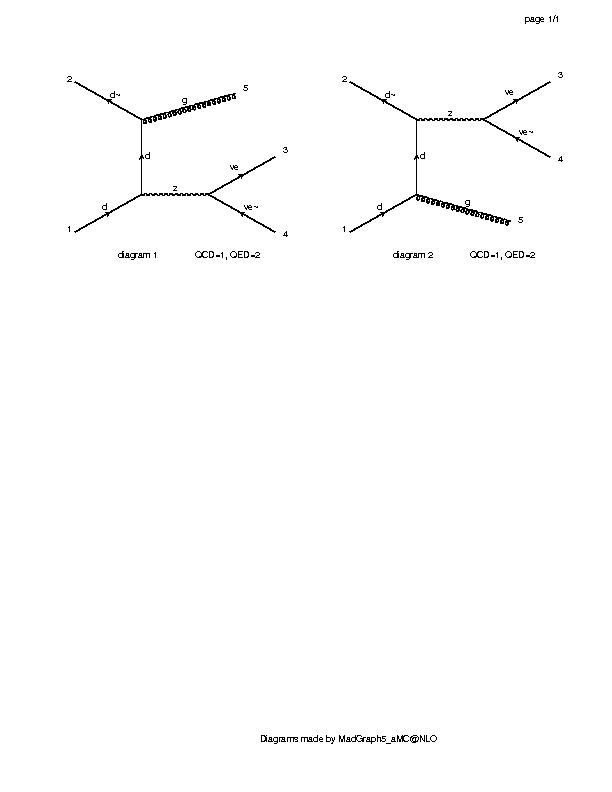 page 1/1
2
d~
g
5
d
ve
3
z
d
ve~
1
4
diagram 1 QCD=1, QED=2
2
d~
ve
3
z
ve~
4
d
d
g
5
1
diagram 2 QCD=1, QED=2
Diagrams made by MadGraph5_aMC@NLO